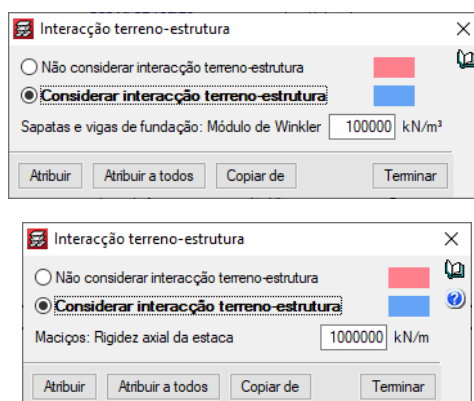 Interacção terreno-estrutura
Não considerar interacção terreno-estrutura
Considerar interacção terreno-estrutura
Sapatas e vigas de fundação: Módulo de Winkler 100000 kN/m³
Atribuir Atribuir a todos Copiar de Terminar
Interacção terreno-estrutura
Não considerar interacção terreno-estrutura
Considerar interacção terreno-estrutura
Maciços: Rigidez axial da estaca 1000000 kN/m
Atribuir Atribuir a todos Copiar de Terminar